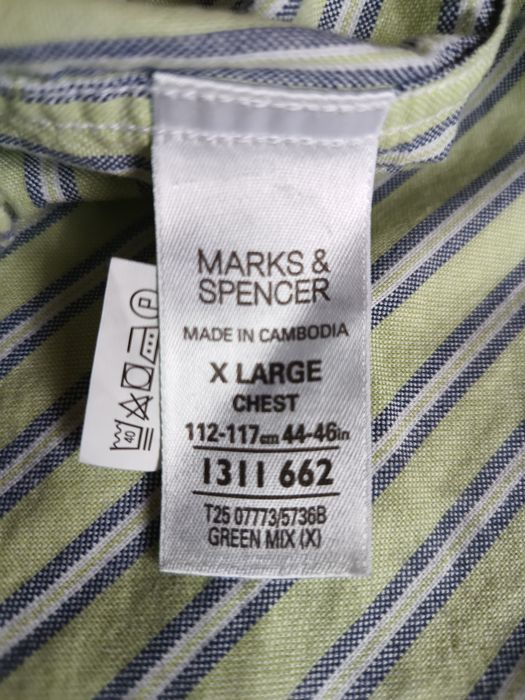 MARKS &
SPENCER
MADE IN CAMBODIA
X LARGE
CHEST
112-117cm 44-46in
1311 662
T25 07773/5736B
GREEN MIX (X)
40
P